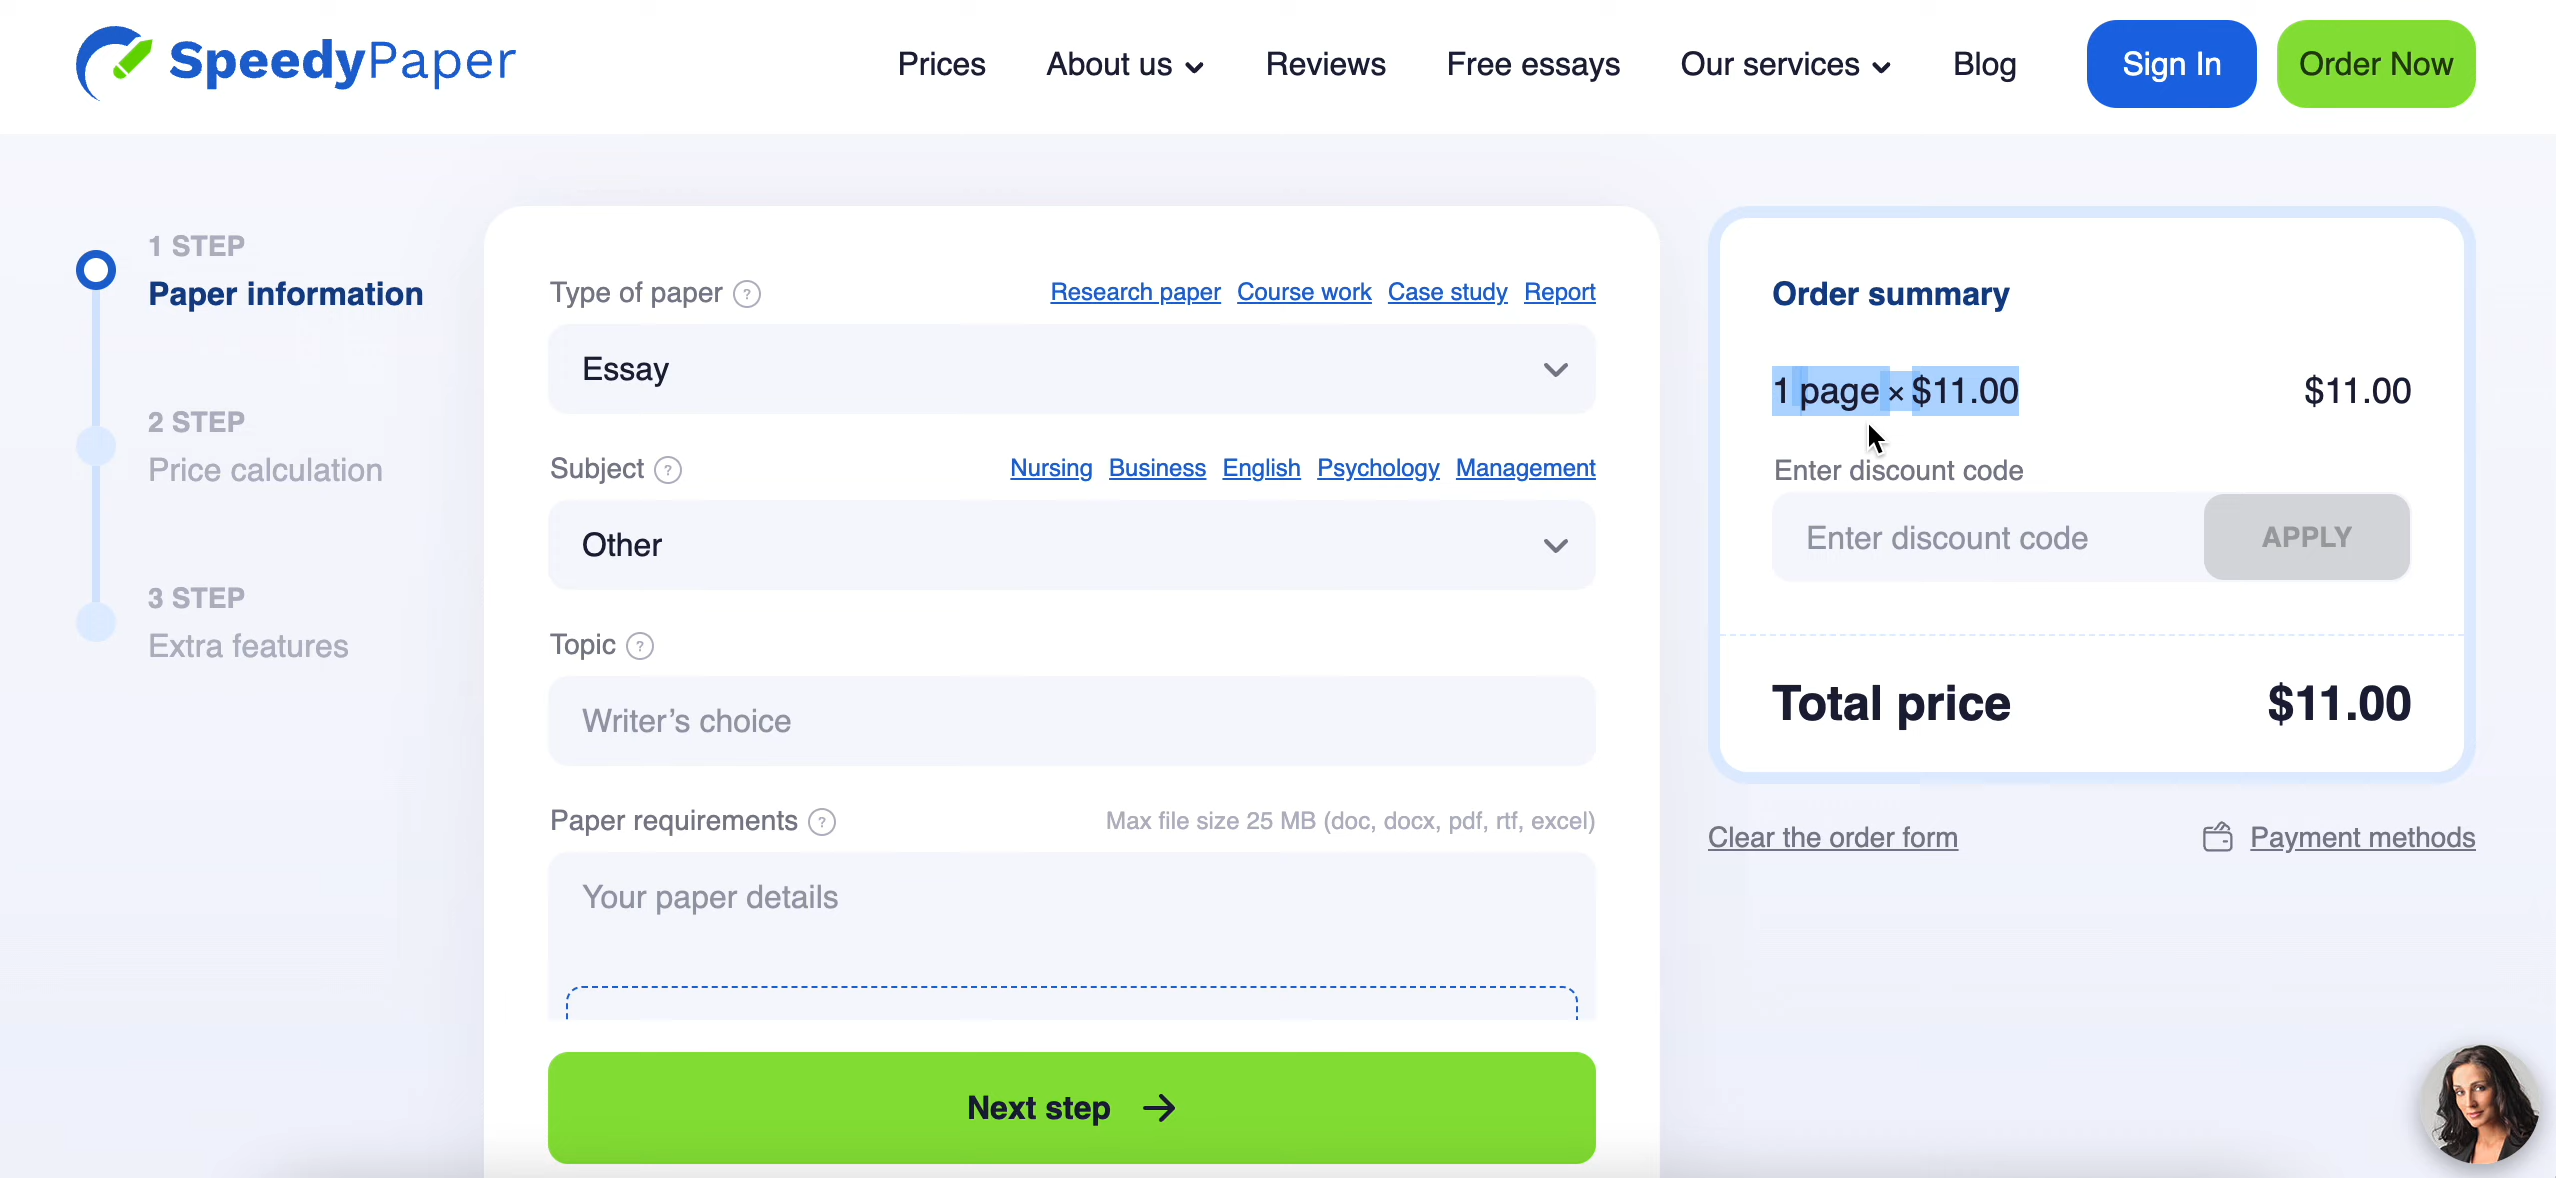 SpeedyPaper
Prices About us Reviews Free essays Our services Blog Sign In Order Now
1 STEP
Paper information
2 STEP
Price calculation
3 STEP
Extra features
Type of paper ? Research paper Course work Case study Report
Essay
Subject ? Nursing Business English Psychology Management
Other
Topic ?
Writer's choice
Paper requirements ? Max file size 25 MB (doc, docx, pdf, rtf, excel)
Your paper details
Next step
Order summary
1 page × $11.00 $11.00
Enter discount code
Enter discount code APPLY
Total price $11.00
Clear the order form Payment methods